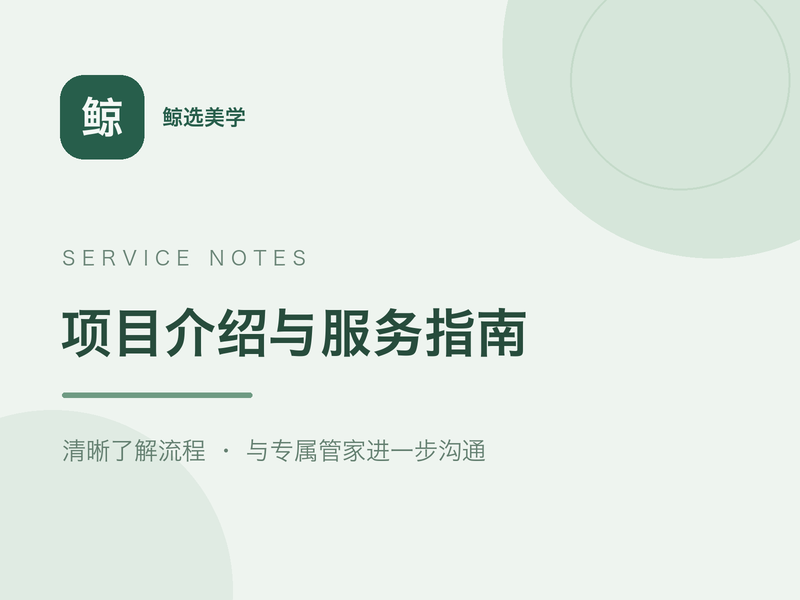 鲸
鲸选美学
SERVICE NOTES
项目介绍与服务指南
清晰了解流程 · 与专属管家进一步沟通